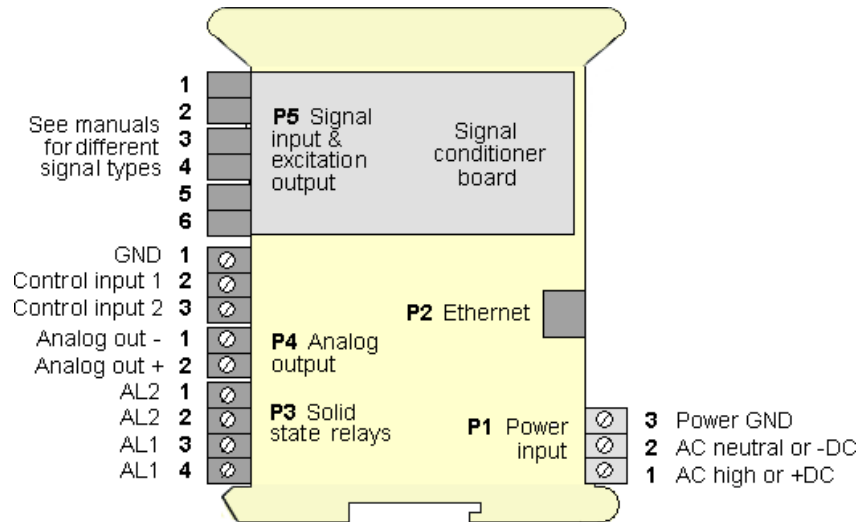 See manuals
for different
signal types
1
2
3
4
5
6
P5 Signal
input &
excitation
output
Signal
conditioner
board
GND 1
Control input 1 2
Control input 2 3
Analog out - 1
Analog out + 2
P4 Analog
output
AL2 1
AL2 2
AL1 3
AL1 4
P3 Solid
state relays
P2 Ethernet
P1 Power
input
3 Power GND
2 AC neutral or -DC
1 AC high or +DC